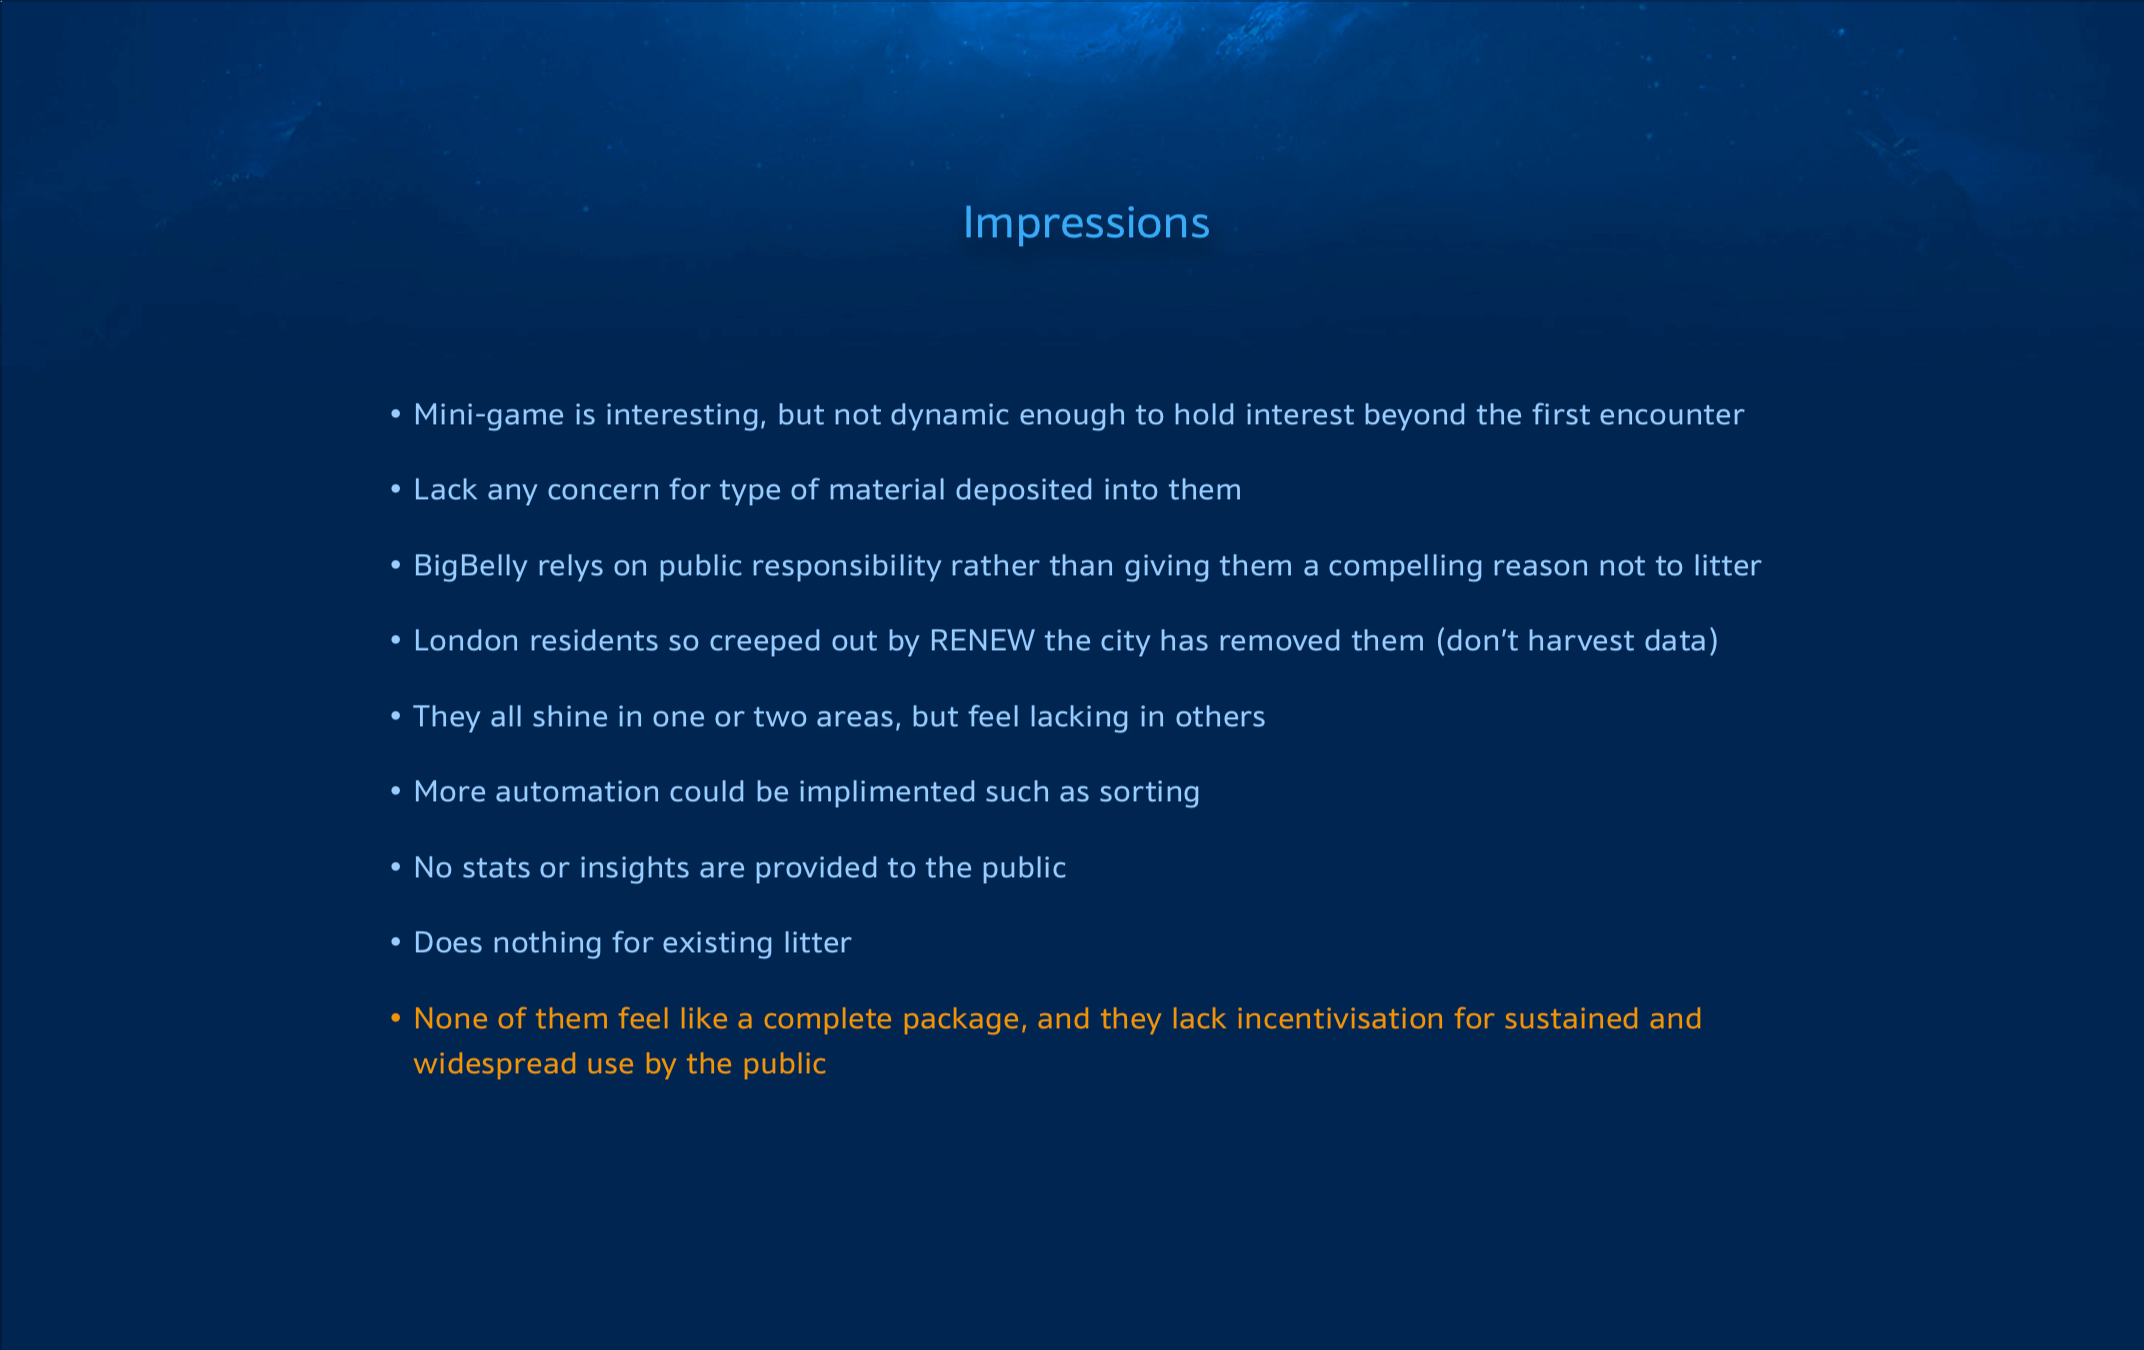 Impressions
• Mini-game is interesting, but not dynamic enough to hold interest beyond the first encounter
• Lack any concern for type of material deposited into them
• BigBelly relys on public responsibility rather than giving them a compelling reason not to litter
• London residents so creeped out by RENEW the city has removed them (don't harvest data)
• They all shine in one or two areas, but feel lacking in others
• More automation could be implimented such as sorting
• No stats or insights are provided to the public
• Does nothing for existing litter
• None of them feel like a complete package, and they lack incentivisation for sustained and
widespread use by the public